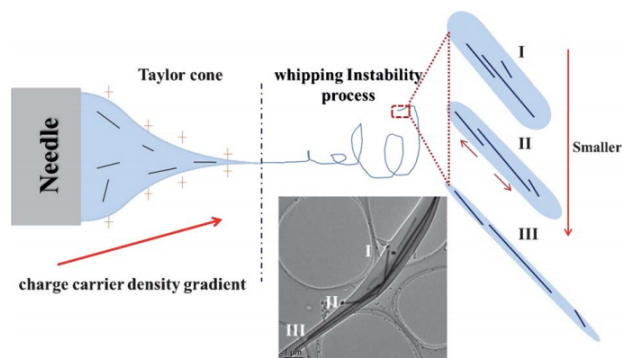 Taylor cone
whipping Instability
process
Needle
charge carrier density gradient
I
II
III
Smaller
I
II
III